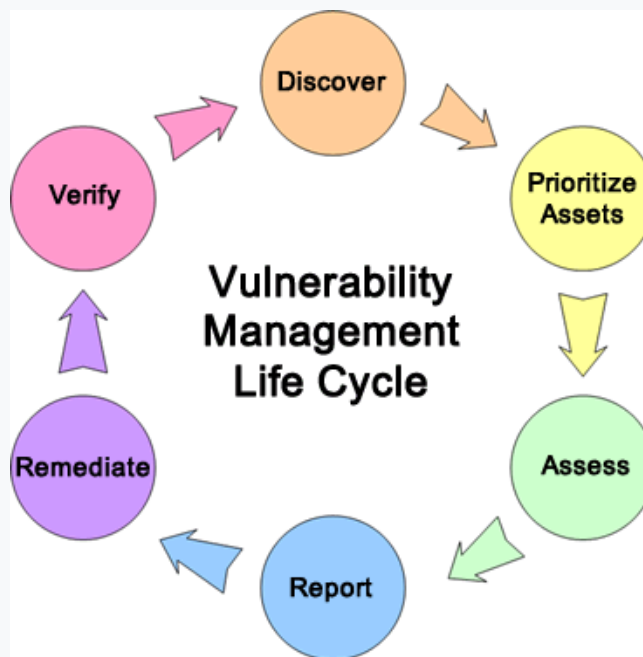 Discover
Prioritize
Assets
Assess
Report
Remediate
Verify
Vulnerability
Management
Life Cycle